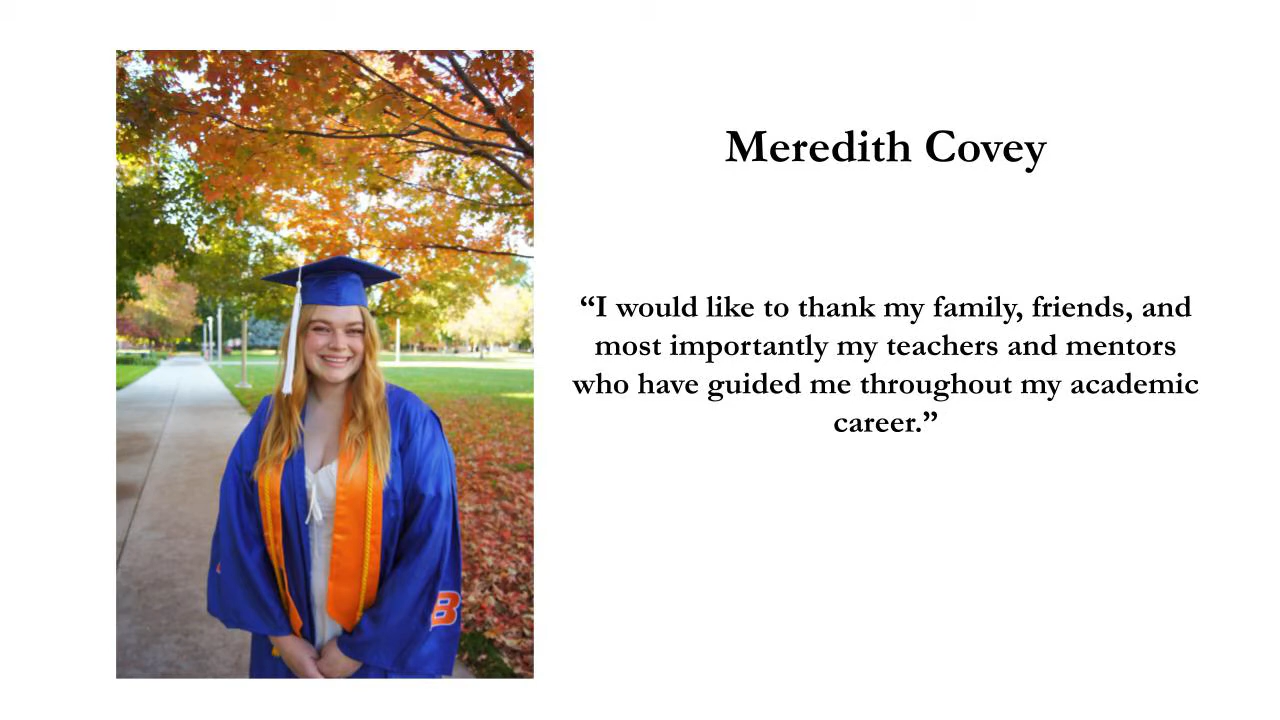 Meredith Covey
“I would like to thank my family, friends, and
most importantly my teachers and mentors
who have guided me throughout my academic
career.”
B